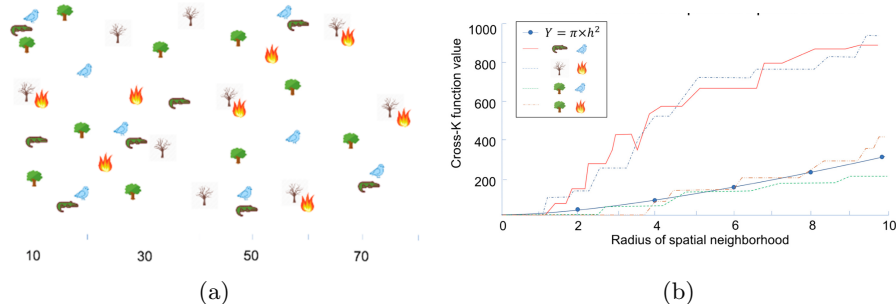 10 30 50 70
(a)
Y = π×h²
Cross-K function value
1000
800
600
400
200
0 2 4 6 8 10
Radius of spatial neighborhood
(b)